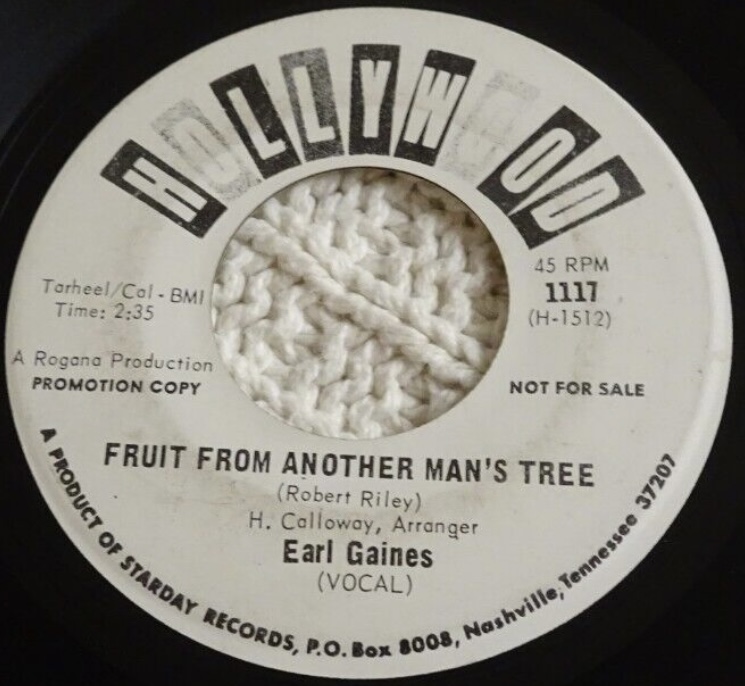 HOLLYWOOD
45 RPM
1117
(H-1512)
Tarheel/Cal - BMI
Time: 2:35
A Rogana Production
PROMOTION COPY
NOT FOR SALE
FRUIT FROM ANOTHER MAN'S TREE
(Robert Riley)
H. Calloway, Arranger
Earl Gaines
(VOCAL)
A PRODUCT OF STARDAY RECORDS, P.O. Box 8008, Nashville, Tennessee 37207